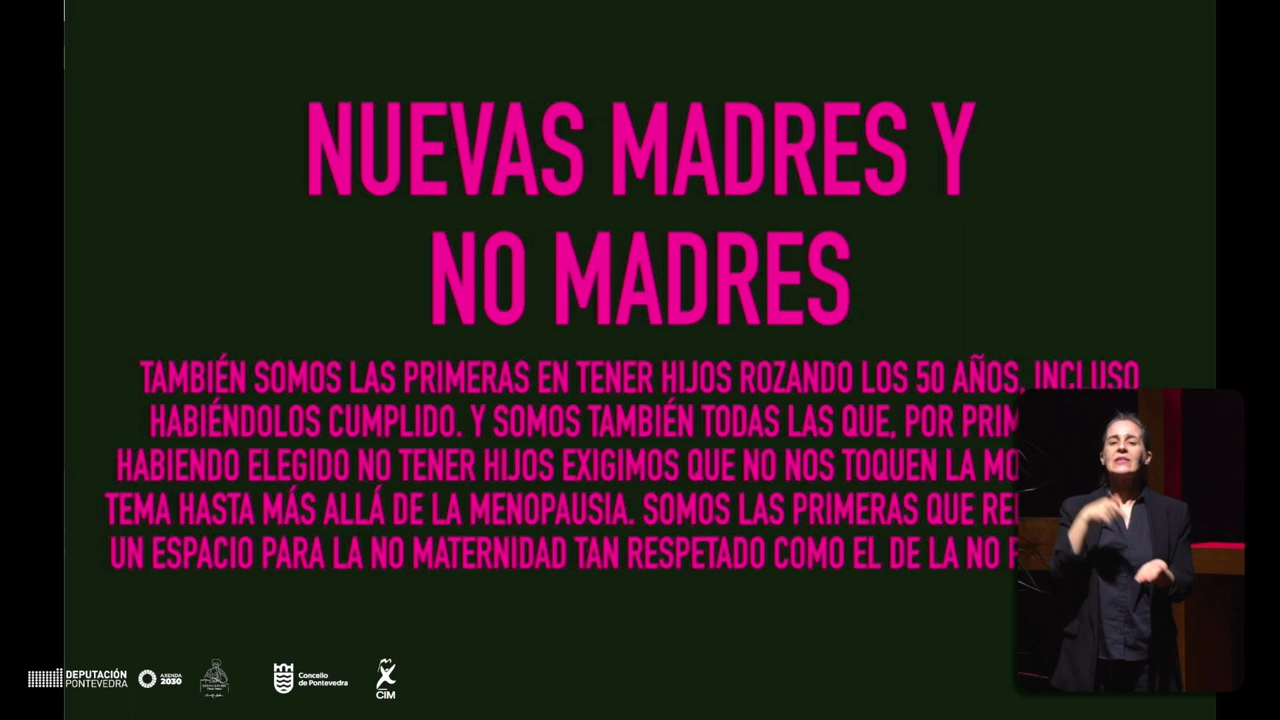 NUEVAS MADRES Y
NO MADRES
TAMBIÉN SOMOS LAS PRIMERAS EN TENER HIJOS ROZANDO LOS 50 AÑOS, INCLUSO
HABIÉNDOLOS CUMPLIDO. Y SOMOS TAMBIÉN TODAS LAS QUE, POR
HABIENDO ELEGIDO NO TENER HIJOS EXIGIMOS QUE NO NOS TOQUEN LA
TEMA HASTA MÁS ALLÁ DE LA MENOPAUSIA. SOMOS LAS PRIMERAS QUE
UN ESPACIO PARA LA NO MATERNIDAD TAN RESPETADO COMO EL DE LA NO
DEPUTACIÓN
PONTEVEDRA
AXENDA
2030
Concello
de Pontevedra
CIM